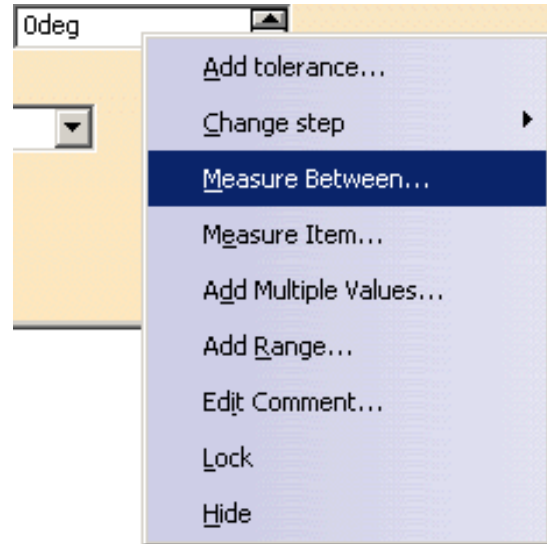 0deg
Add tolerance...
Change step
Measure Between...
Measure Item...
Add Multiple Values...
Add Range...
Edit Comment...
Lock
Hide